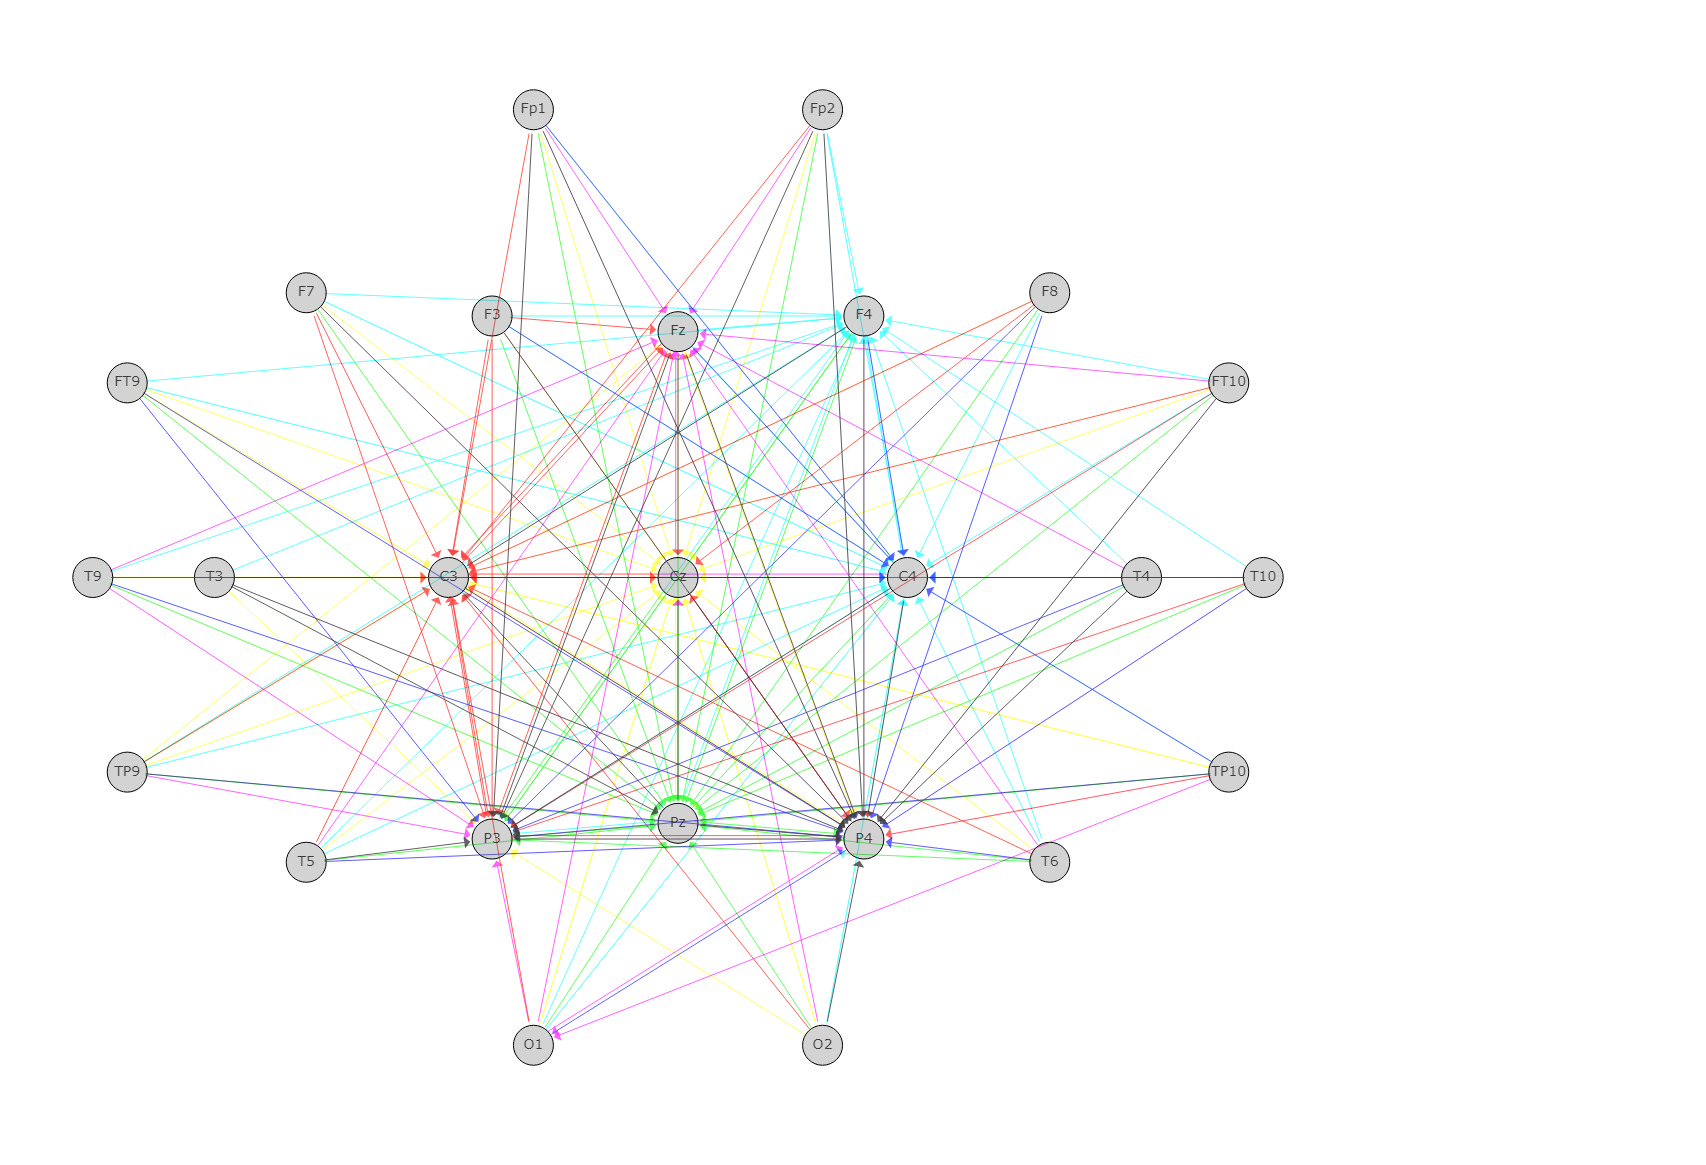 Fp1 Fp2
F7 F3 Fz F4 F8
FT9 FT10
T9 T3 C3 Cz C4 T4 T10
TP9 TP10
T5 P3 Pz P4 T6
O1 O2